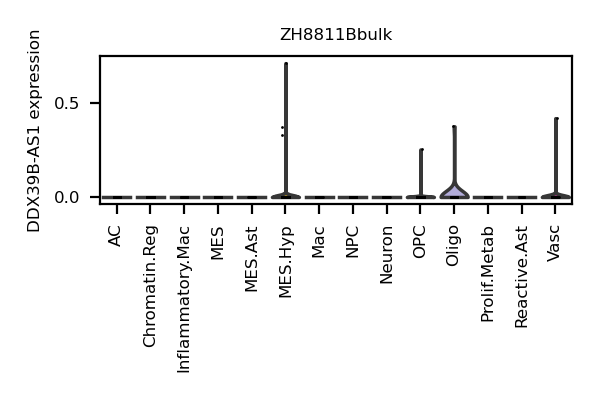 ZH8811Bbulk
DDX39B-AS1 expression
0.5
0.0
AC
Chromatin.Reg
Inflammatory.Mac
MES
MES.Ast
MES.Hyp
Mac
NPC
Neuron
OPC
Oligo
Prolif.Metab
Reactive.Ast
Vasc